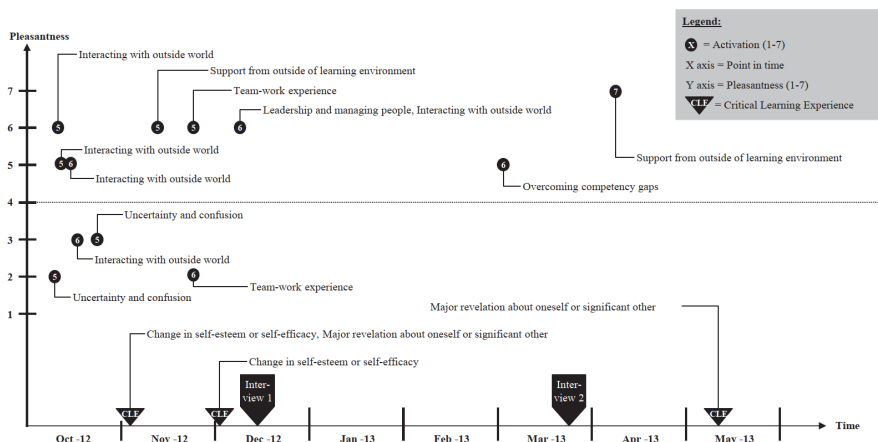 Legend:
X = Activation (1-7)
X axis = Point in time
Y axis = Pleasantness (1-7)
CLE = Critical Learning Experience
Pleasantness
Interacting with outside world
Support from outside of learning environment
7
Team-work experience
7
Leadership and managing people, Interacting with outside world
6
5
5
5
6
Interacting with outside world
Support from outside of learning environment
5
5
6
6
Interacting with outside world
Overcoming competency gaps
4
Uncertainty and confusion
3
6
5
Interacting with outside world
2
5
6
Team-work experience
Uncertainty and confusion
Major revelation about oneself or significant other
1
Change in self-esteem or self-efficacy, Major revelation about oneself or significant other
Change in self-esteem or self-efficacy
Inter-
view 1
Inter-
view 2
CLE
CLE
CLE
Time
Oct -12
Nov -12
Dec -12
Jan -13
Feb -13
Mar -13
Apr -13
May -13